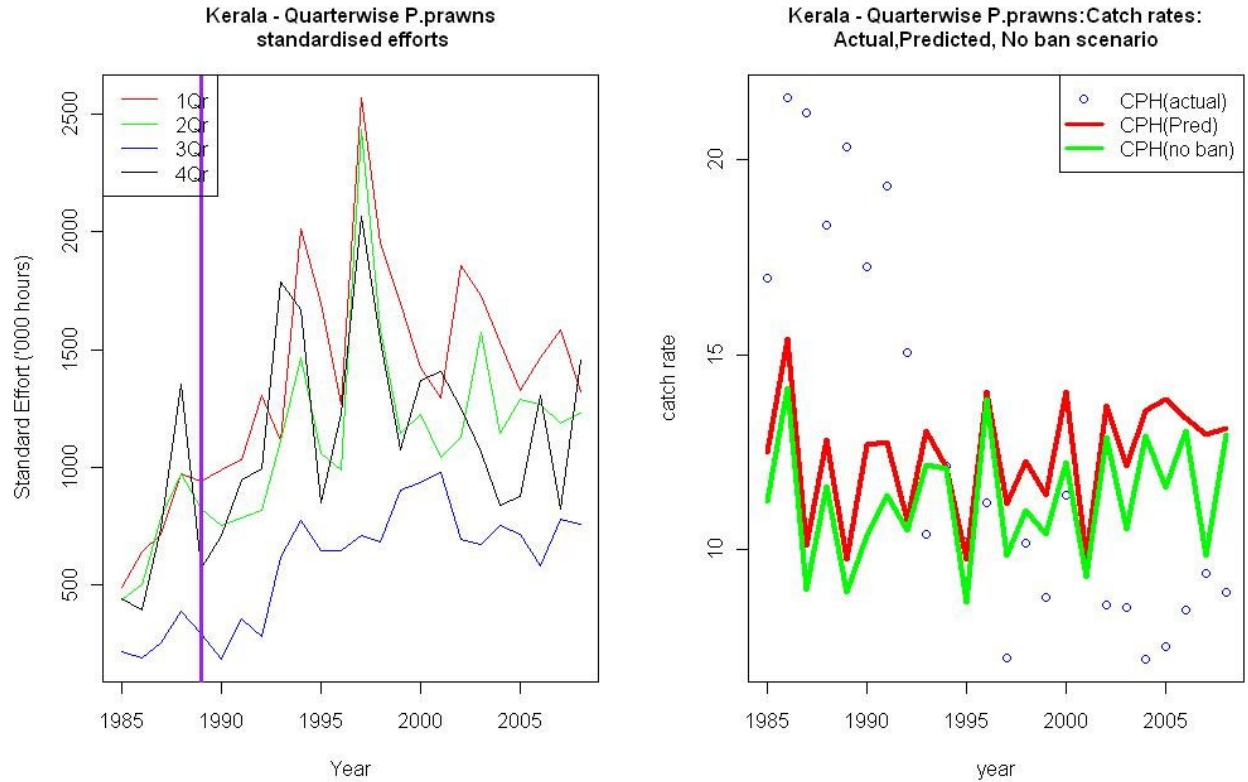 Kerala - Quarterwise P.prawns
standardised efforts
1Qr
2Qr
3Qr
4Qr
Standard Effort ('000 hours)
2500
2000
1500
1000
500
1985 1990 1995 2000 2005
Year
Kerala - Quarterwise P.prawns:Catch rates:
Actual,Predicted, No ban scenario
CPH(actual)
CPH(Pred)
CPH(no ban)
catch rate
20
15
10
1985 1990 1995 2000 2005
year